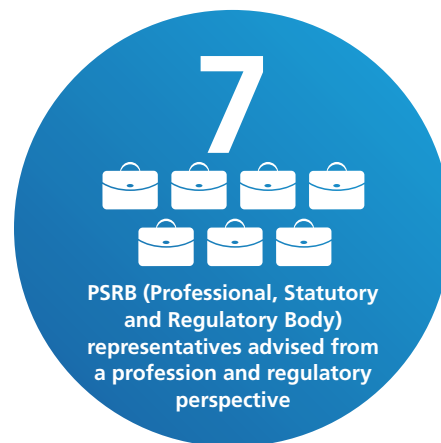 7
PSRB (Professional, Statutory
and Regulatory Body)
representatives advised from
a profession and regulatory
perspective